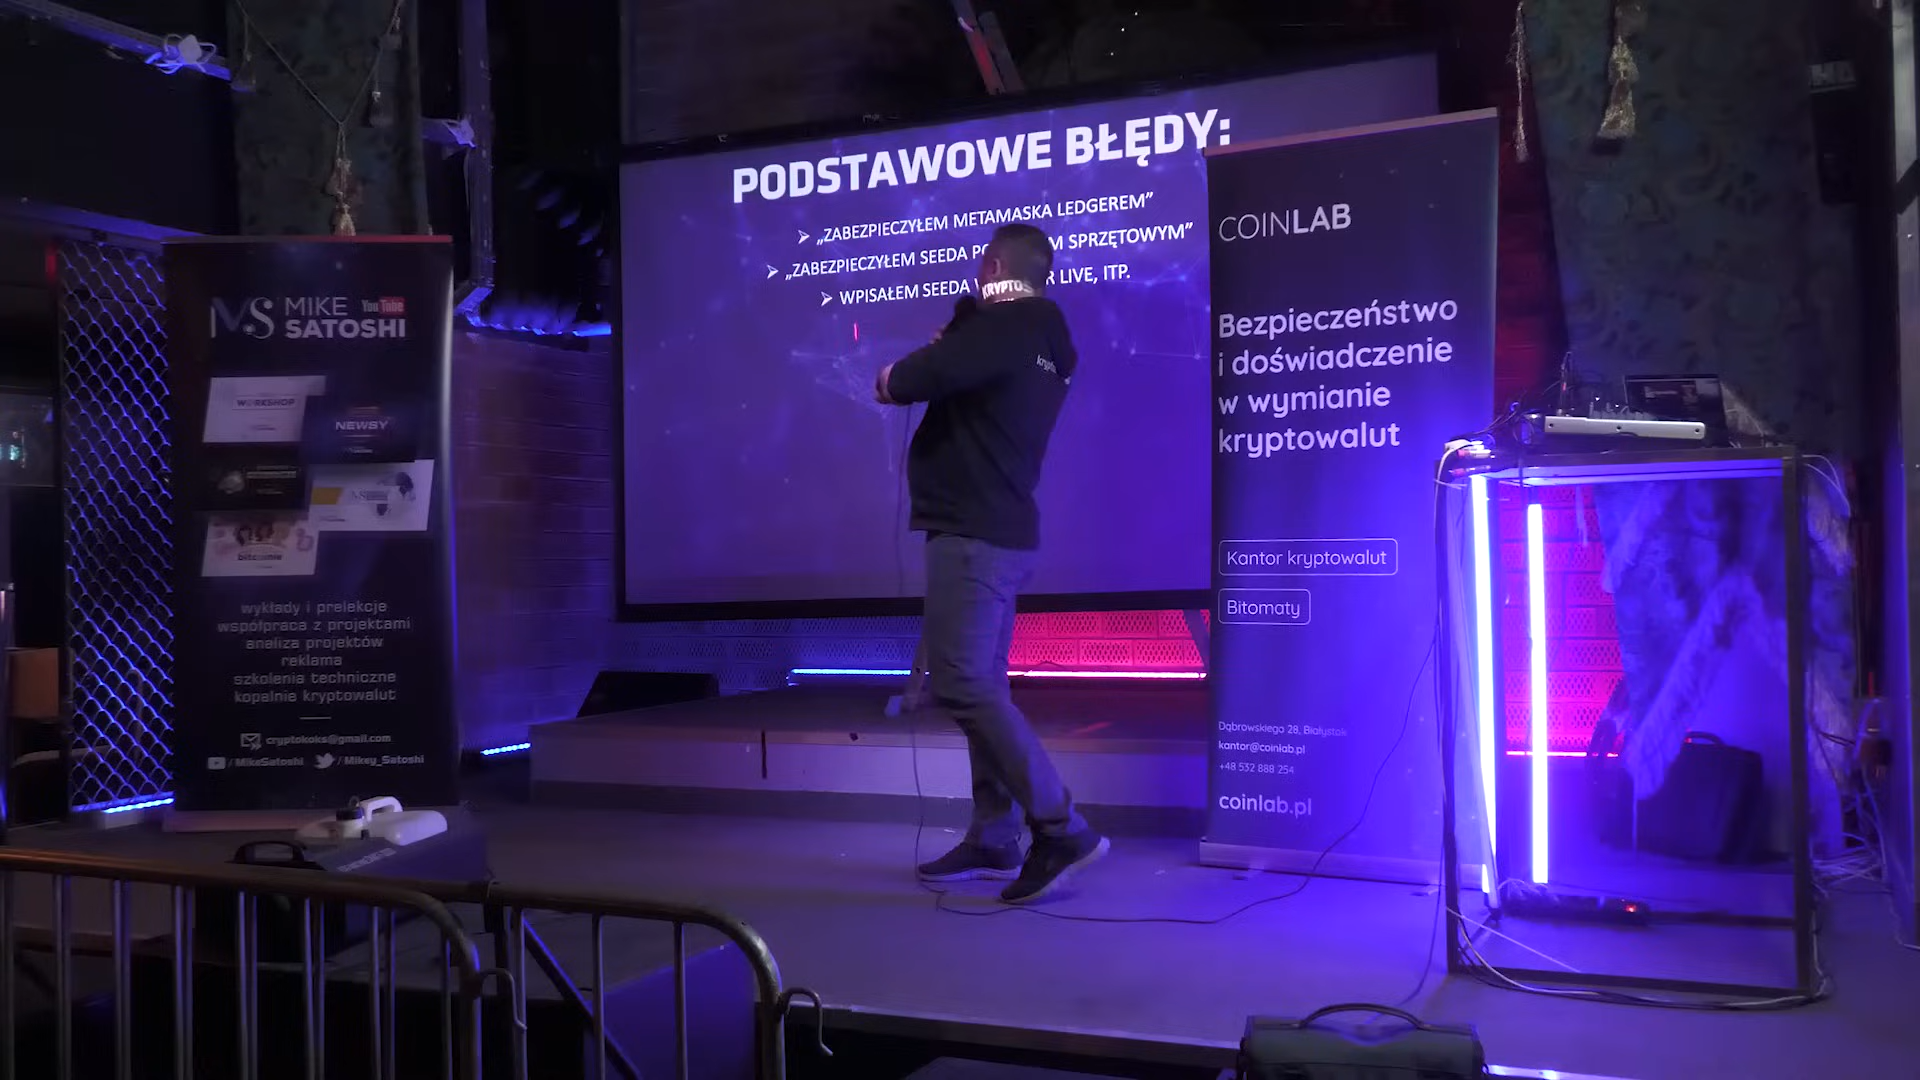 PODSTAWOWE BŁĘDY:
„ZABEZPIECZYŁEM METAMASKA LEDGEREM”
„ZABEZPIECZYŁEM SEEDA SPRZĘTOWYM”
WPISAŁEM SEEDA LIVE, ITP.
KRYPTO
MS MIKE SATOSHI
YouTube
WORKSHOP
NEWSY
wykłady i prelekcje
współpraca z projektami
analiza projektów
reklama
szkolenia techniczne
kopalnie kryptowalut
cryptokoks@gmail.com
/ MikeSatoshi / Mikey_Satoshi
COINLAB
Bezpieczeństwo
i doświadczenie
w wymianie
kryptowalut
Kantor kryptowalut
Bitomaty
Dąbrowskiego 28, Białystok
kantor@coinlab.pl
+48 532 888 254
coinlab.pl